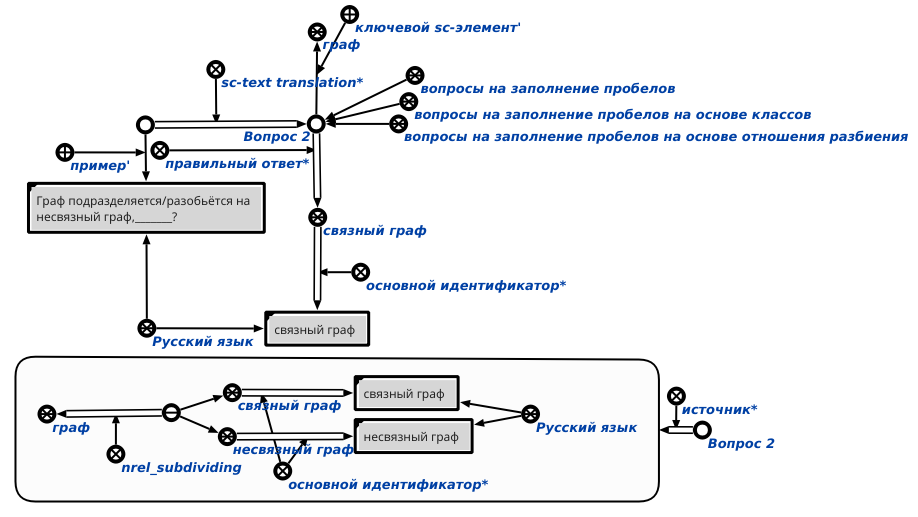 ключевой sc-элемент'
граф
sc-text translation*
вопросы на заполнение пробелов
вопросы на заполнение пробелов на основе классов
Вопрос 2
вопросы на заполнение пробелов на основе отношения разбиения
пример'
правильный ответ*
Граф подразделяется/разобьётся на
несвязный граф,______?
связный граф
основной идентификатор*
Русский язык
связный граф
связный граф
связный граф
граф
несвязный граф
несвязный граф
Русский язык
источник*
Вопрос 2
nrel_subdividing
основной идентификатор*